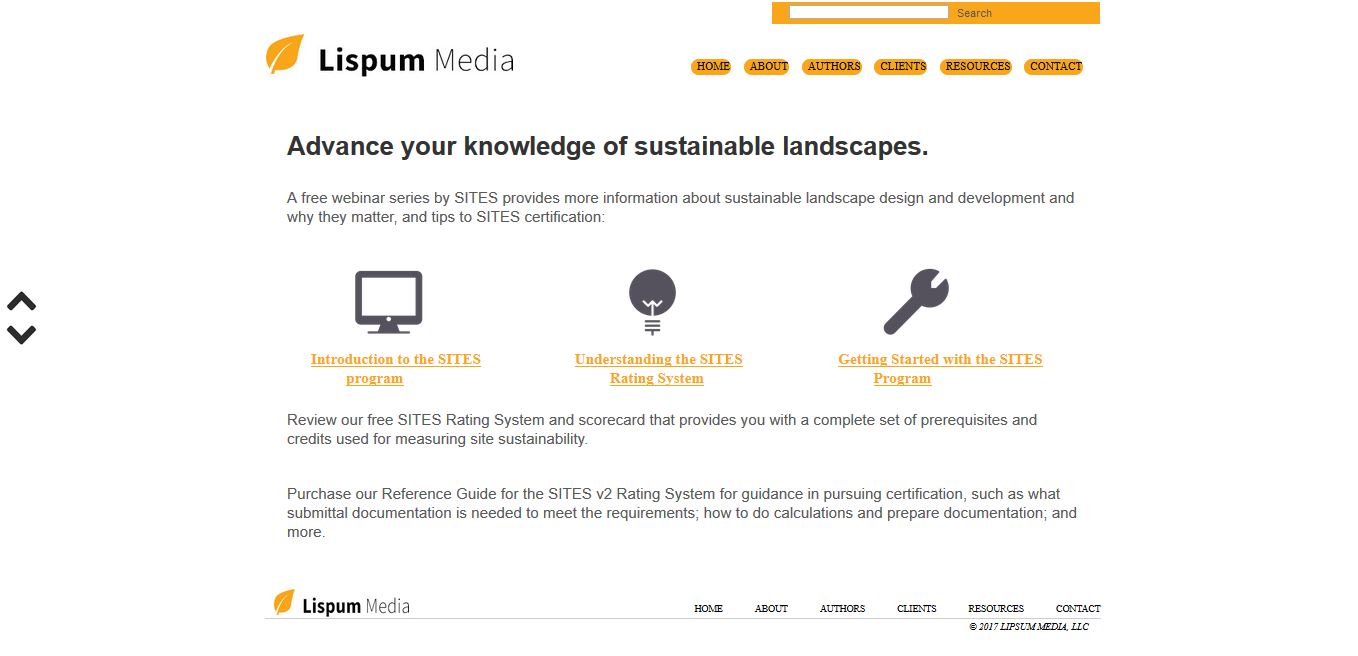 Search
Lispum Media
HOME ABOUT AUTHORS CLIENTS RESOURCES CONTACT
Advance your knowledge of sustainable landscapes.
A free webinar series by SITES provides more information about sustainable landscape design and development and
why they matter, and tips to SITES certification:
Introduction to the SITES
program
Understanding the SITES
Rating System
Getting Started with the SITES
Program
Review our free SITES Rating System and scorecard that provides you with a complete set of prerequisites and
credits used for measuring site sustainability.
Purchase our Reference Guide for the SITES v2 Rating System for guidance in pursuing certification, such as what
submittal documentation is needed to meet the requirements; how to do calculations and prepare documentation; and
more.
Lispum Media
HOME ABOUT AUTHORS CLIENTS RESOURCES CONTACT
© 2017 LIPSUM MEDIA, LLC